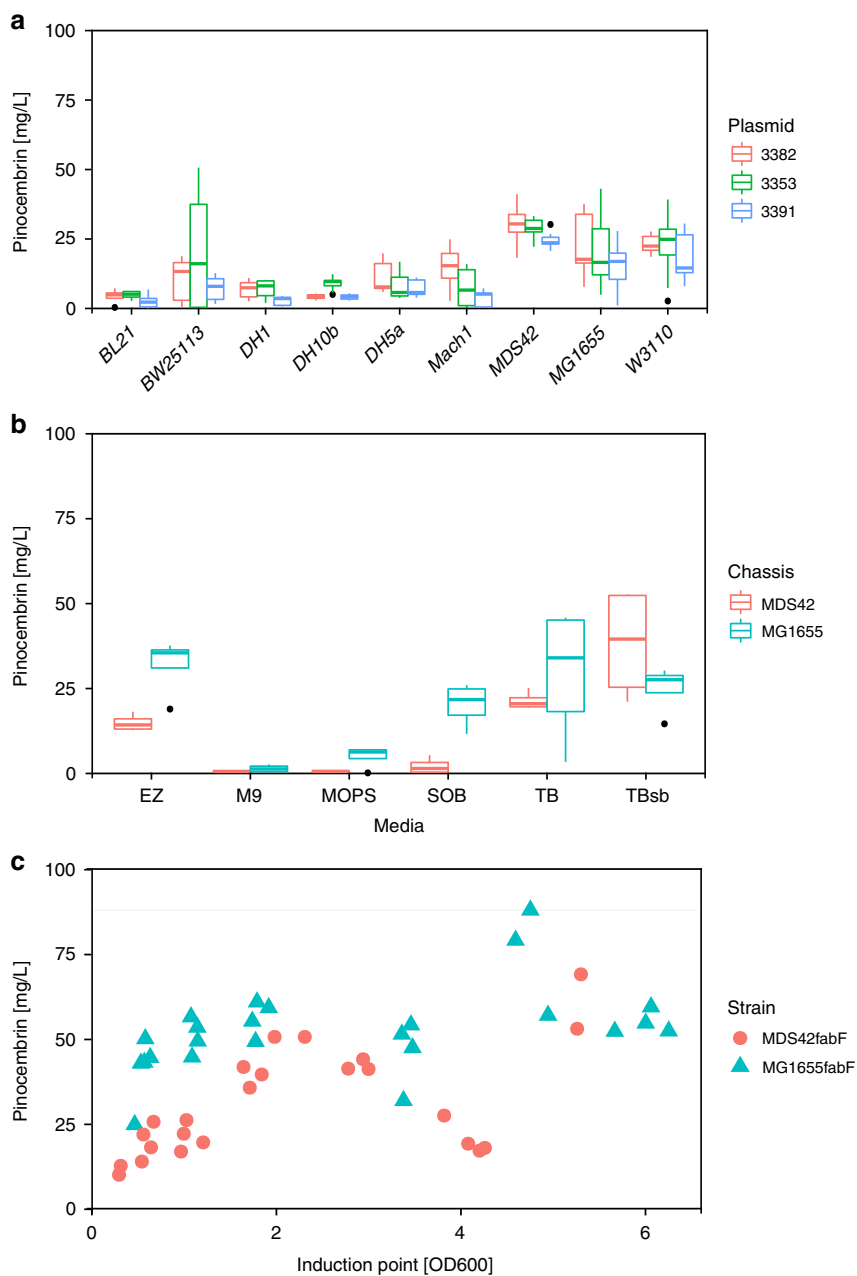 a
Pinocembrin [mg/L]
100
75
50
25
0
BL21
BW25113
DH1
DH10b
DH5a
Mach1
MDS42
MG1655
W3110
Plasmid
3382
3353
3391
b
Pinocembrin [mg/L]
100
75
50
25
0
EZ
M9
MOPS
SOB
TB
TBsb
Media
Chassis
MDS42
MG1655
c
Pinocembrin [mg/L]
100
75
50
25
0
0
2
4
6
Induction point [OD600]
Strain
MDS42fabF
MG1655fabF